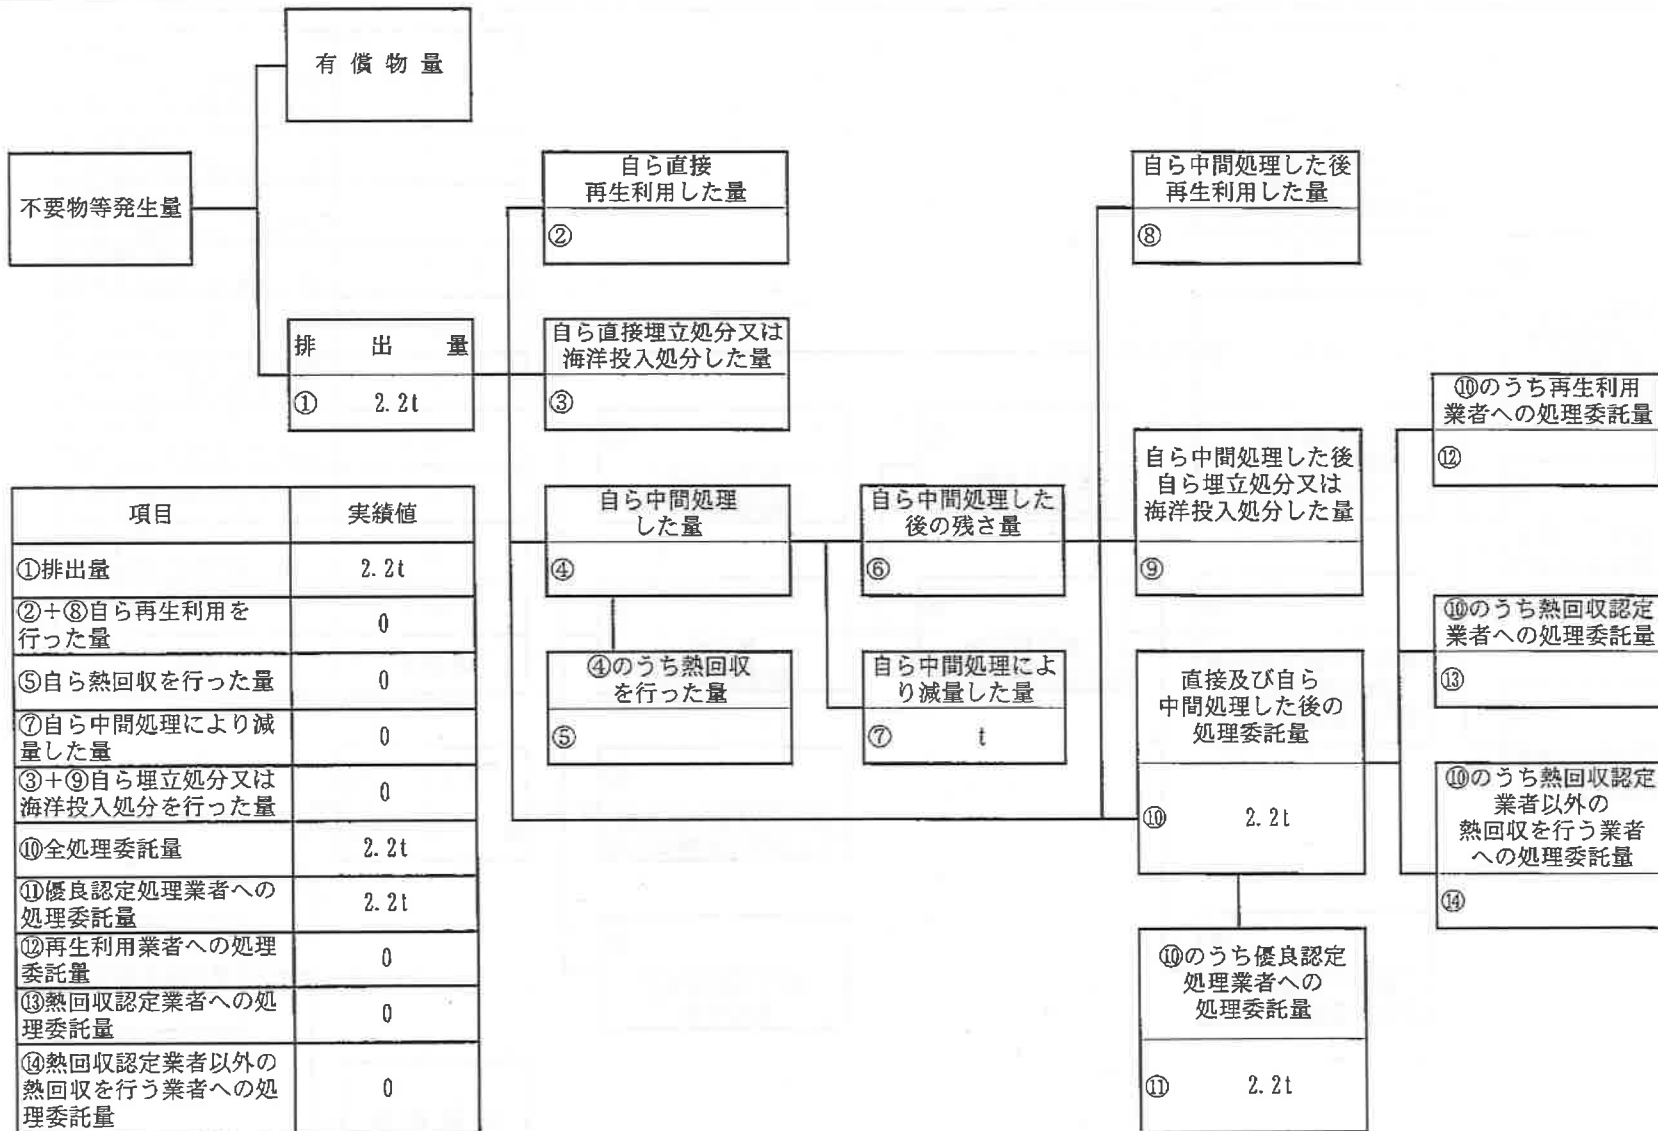 有償物量
不要物等発生量
排出量
① 2.2t
自ら直接
再生利用した量
②
自ら直接埋立処分又は
海洋投入処分した量
③
自ら中間処理
した量
④
④のうち熱回収
を行った量
⑤
自ら中間処理した
後の残さ量
⑥
自ら中間処理によ
り減量した量
⑦ t
自ら中間処理した後
再生利用した量
⑧
自ら中間処理した後
自ら埋立処分又は
海洋投入処分した量
⑨
直接及び自ら
中間処理した後の
処理委託量
⑩ 2.2t
⑩のうち優良認定
処理業者への
処理委託量
⑪ 2.2t
⑩のうち再生利用
業者への処理委託量
⑫
⑩のうち熱回収認定
業者への処理委託量
⑬
⑩のうち熱回収認定
業者以外の
熱回収を行う業者
への処理委託量
⑭
項目 実績値
①排出量 2.2t
②+⑧自ら再生利用を
行った量 0
⑤自ら熱回収を行った量 0
⑦自ら中間処理により減
量した量 0
③+⑨自ら埋立処分又は
海洋投入処分を行った量 0
⑩全処理委託量 2.2t
⑪優良認定処理業者への
処理委託量 2.2t
⑫再生利用業者への処理
委託量 0
⑬熱回収認定業者への処
理委託量 0
⑭熱回収認定業者以外の
熱回収を行う業者への処 0
理委託量